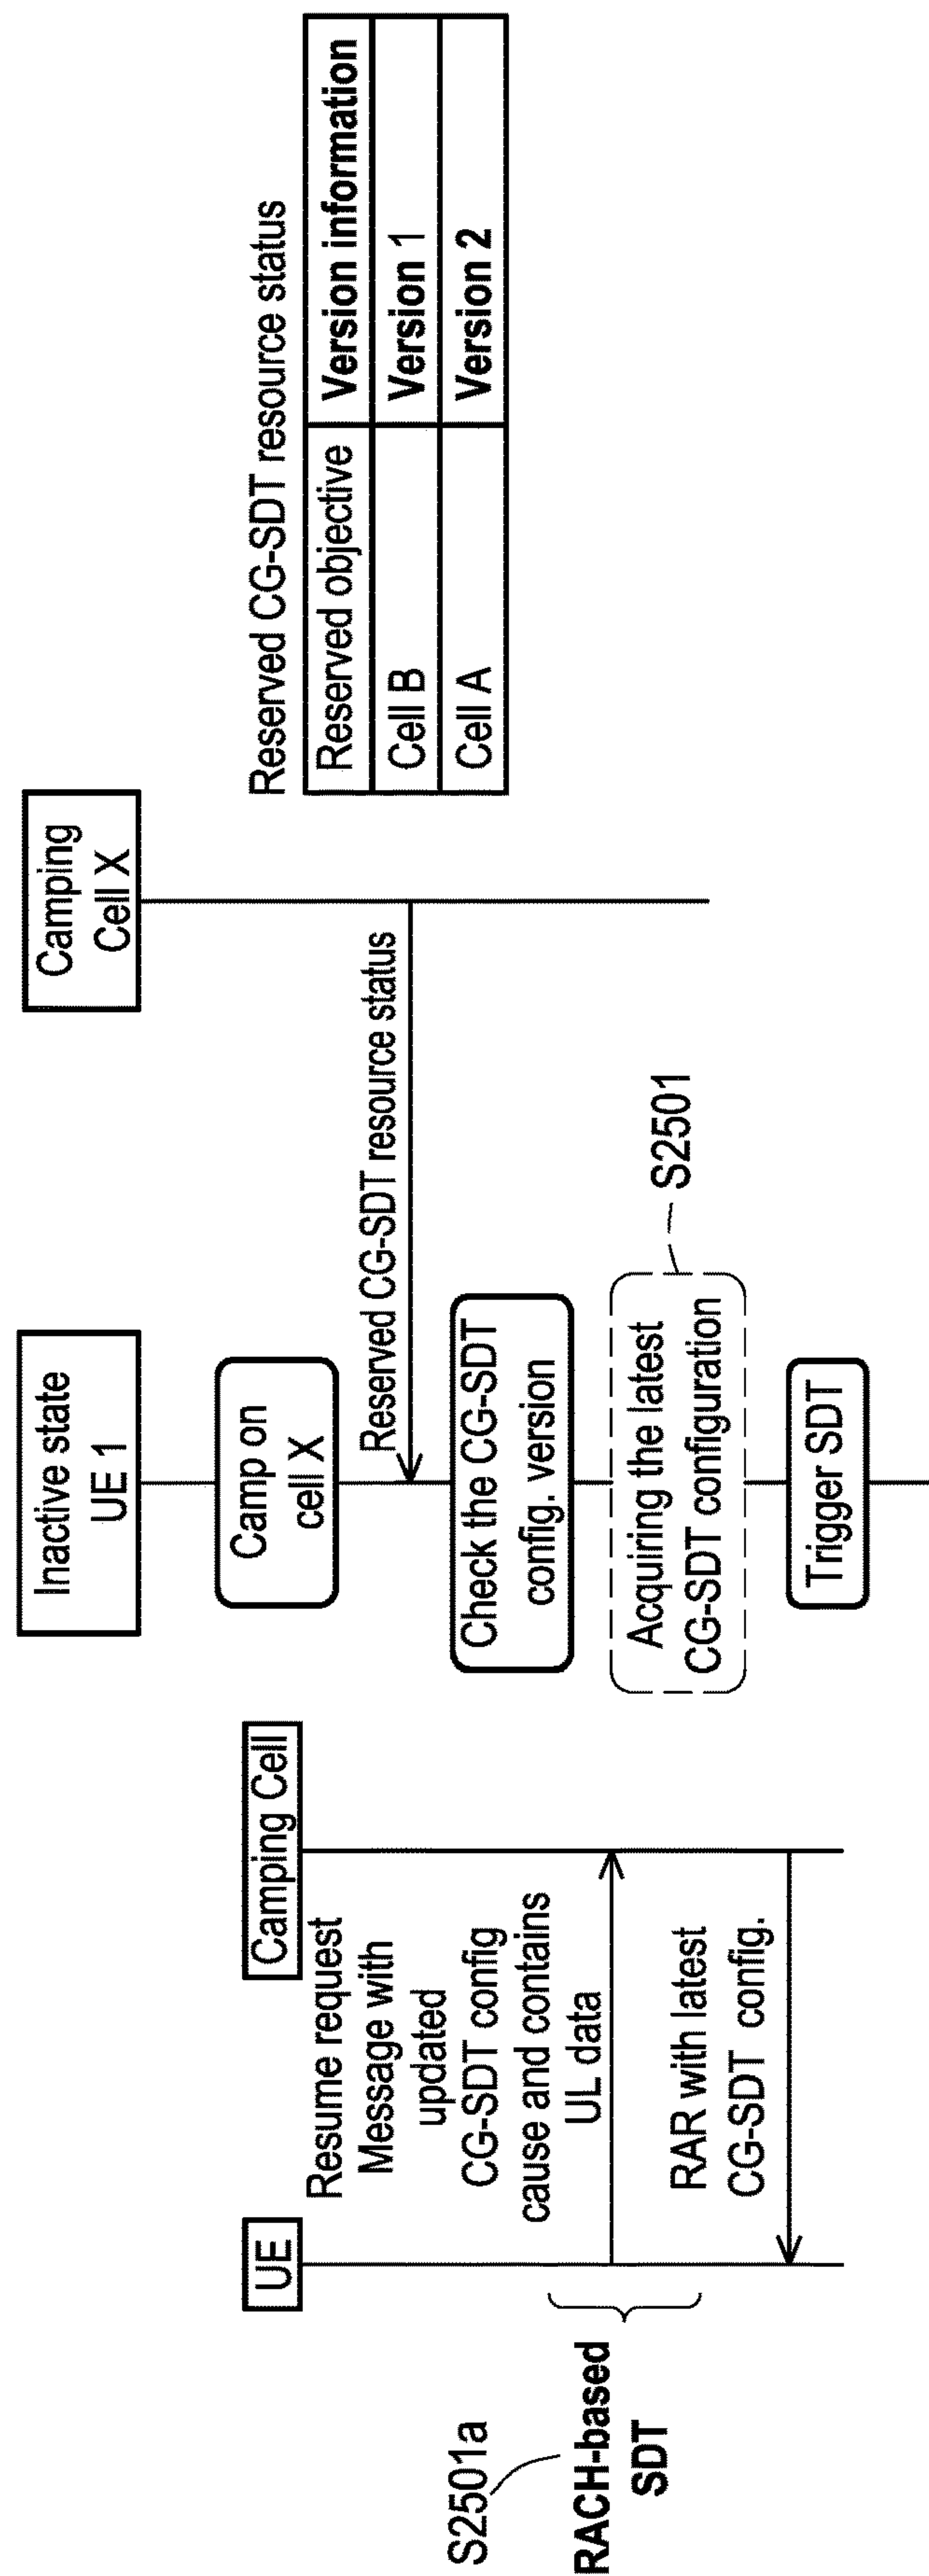 S2501a
RACH-based
SDT
UE
Camping Cell
Resume request
Message with
updated
CG-SDT config
cause and contains
UL data
RAR with latest
CG-SDT config.
Inactive state
UE 1
Camping
Cell X
Camp on
cell X
Reserved CG-SDT resource status
Check the CG-SDT
config. version
Acquiring the latest
CG-SDT configuration
S2501
Trigger SDT
Reserved CG-SDT resource status
Reserved objective Version information
Cell B Version 1
Cell A Version 2